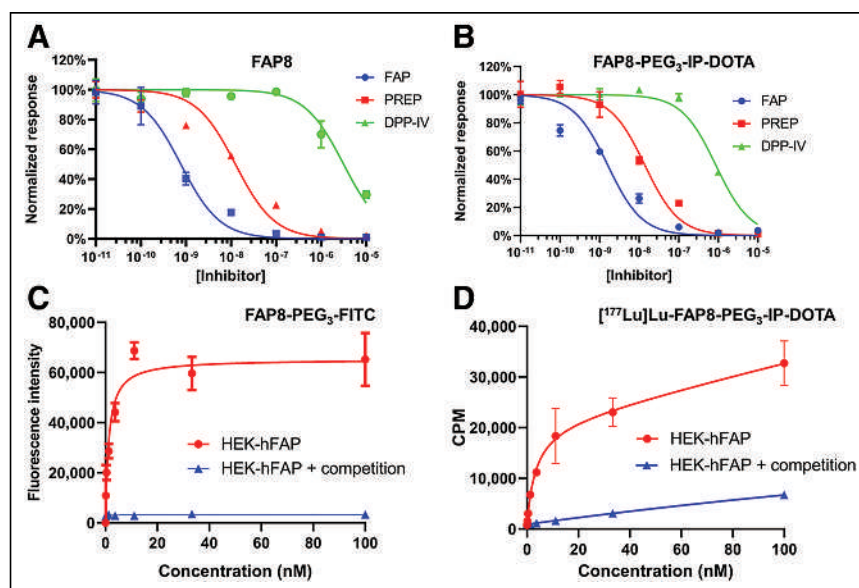 A
FAP8
Normalized response
120%
100%
80%
60%
40%
20%
0%
10⁻¹¹ 10⁻¹⁰ 10⁻⁹ 10⁻⁸ 10⁻⁷ 10⁻⁶ 10⁻⁵
[Inhibitor]
FAP
PREP
DPP-IV
B
FAP8-PEG₃-IP-DOTA
Normalized response
120%
100%
80%
60%
40%
20%
0%
10⁻¹¹ 10⁻¹⁰ 10⁻⁹ 10⁻⁸ 10⁻⁷ 10⁻⁶ 10⁻⁵
[Inhibitor]
FAP
PREP
DPP-IV
C
FAP8-PEG₃-FITC
Fluorescence intensity
80,000
60,000
40,000
20,000
0
0 20 40 60 80 100
Concentration (nM)
HEK-hFAP
HEK-hFAP + competition
D
[¹⁷⁷Lu]Lu-FAP8-PEG₃-IP-DOTA
CPM
40,000
30,000
20,000
10,000
0
0 20 40 60 80 100
Concentration (nM)
HEK-hFAP
HEK-hFAP + competition